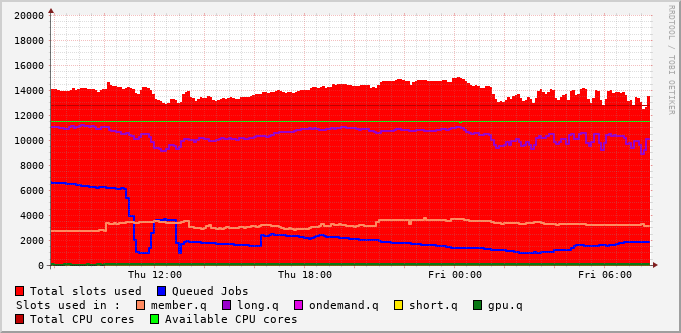 20000
18000
16000
14000
12000
10000
8000
6000
4000
2000
0
Thu 12:00 Thu 18:00 Fri 00:00 Fri 06:00
RRDTOOL / TOBI OETIKER
Total slots used Queued Jobs
Slots used in : member.q long.q ondemand.q short.q gpu.q
Total CPU cores Available CPU cores